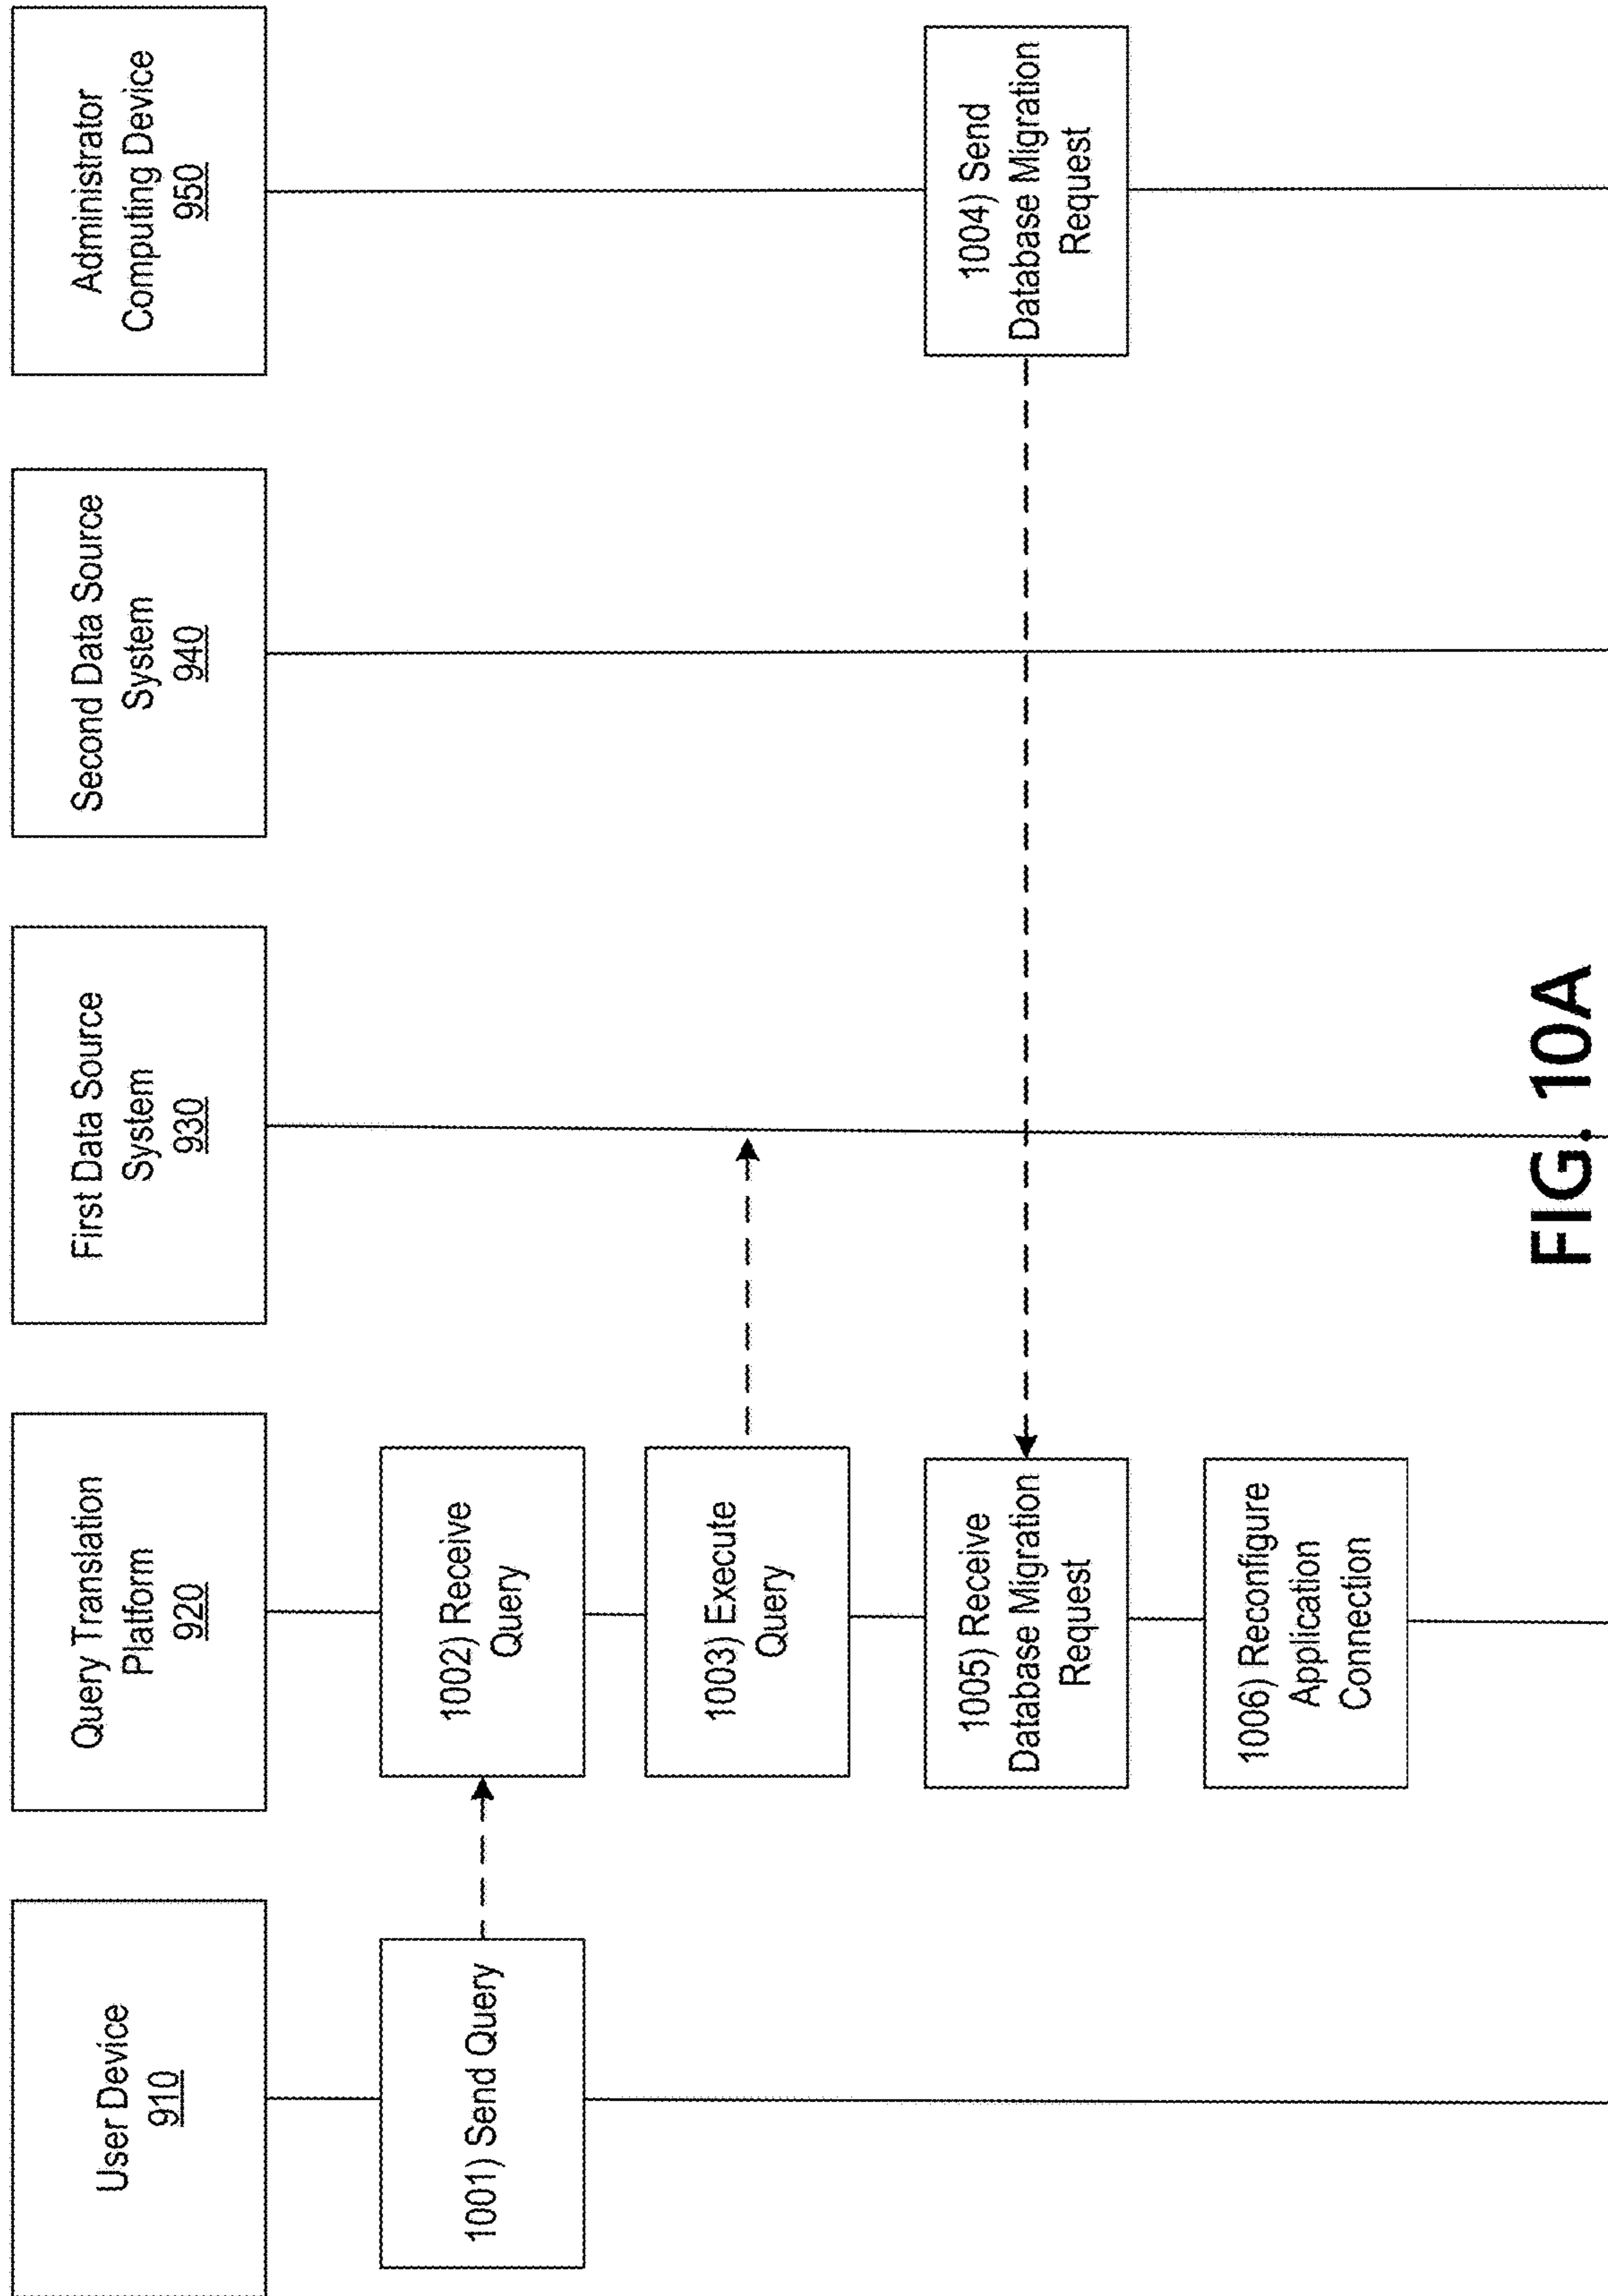 User Device
910
Query Translation
Platform
920
First Data Source
System
930
Second Data Source
System
940
Administrator
Computing Device
950
1001) Send Query
1002) Receive
Query
1003) Execute
Query
1004) Send
Database Migration
Request
1005) Receive
Database Migration
Request
1006) Reconfigure
Application
Connection
FIG. 10A